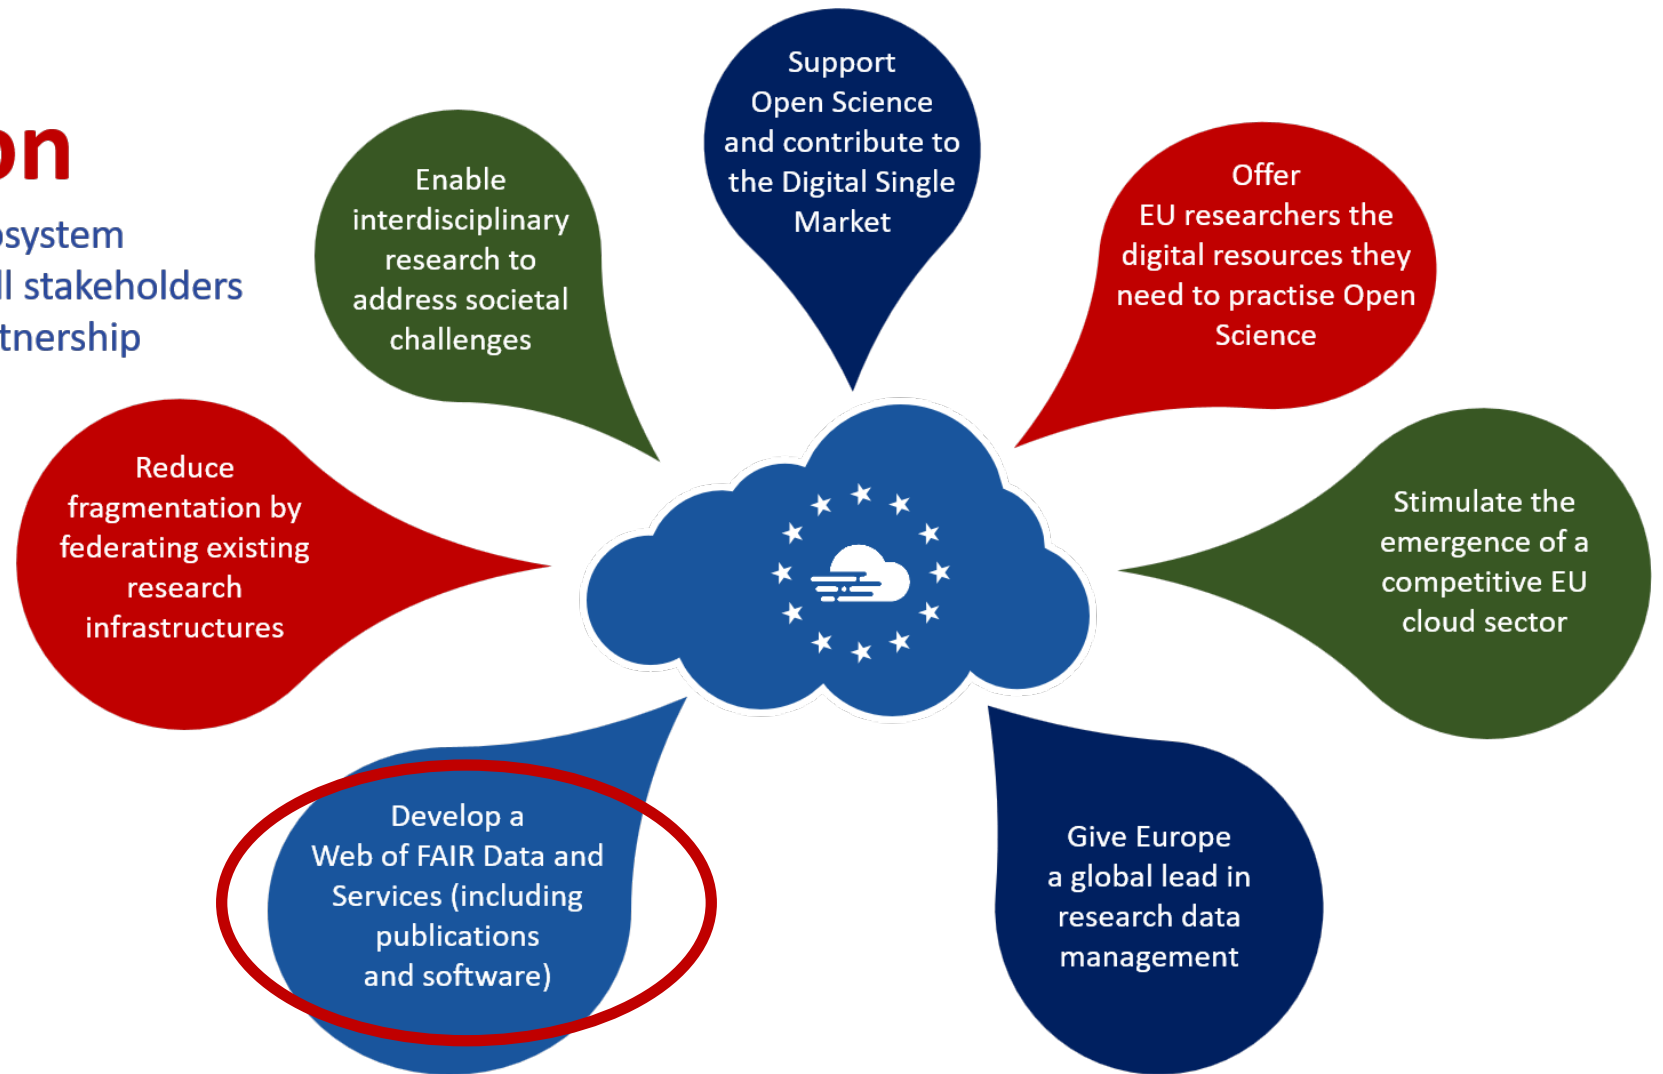 on
osystem
ll stakeholders
tnership
Support
Open Science
and contribute to
the Digital Single
Market
Enable
interdisciplinary
research to
address societal
challenges
Offer
EU researchers the
digital resources they
need to practise Open
Science
Reduce
fragmentation by
federating existing
research
infrastructures
Stimulate the
emergence of a
competitive EU
cloud sector
Develop a
Web of FAIR Data and
Services (including
publications
and software)
Give Europe
a global lead in
research data
management